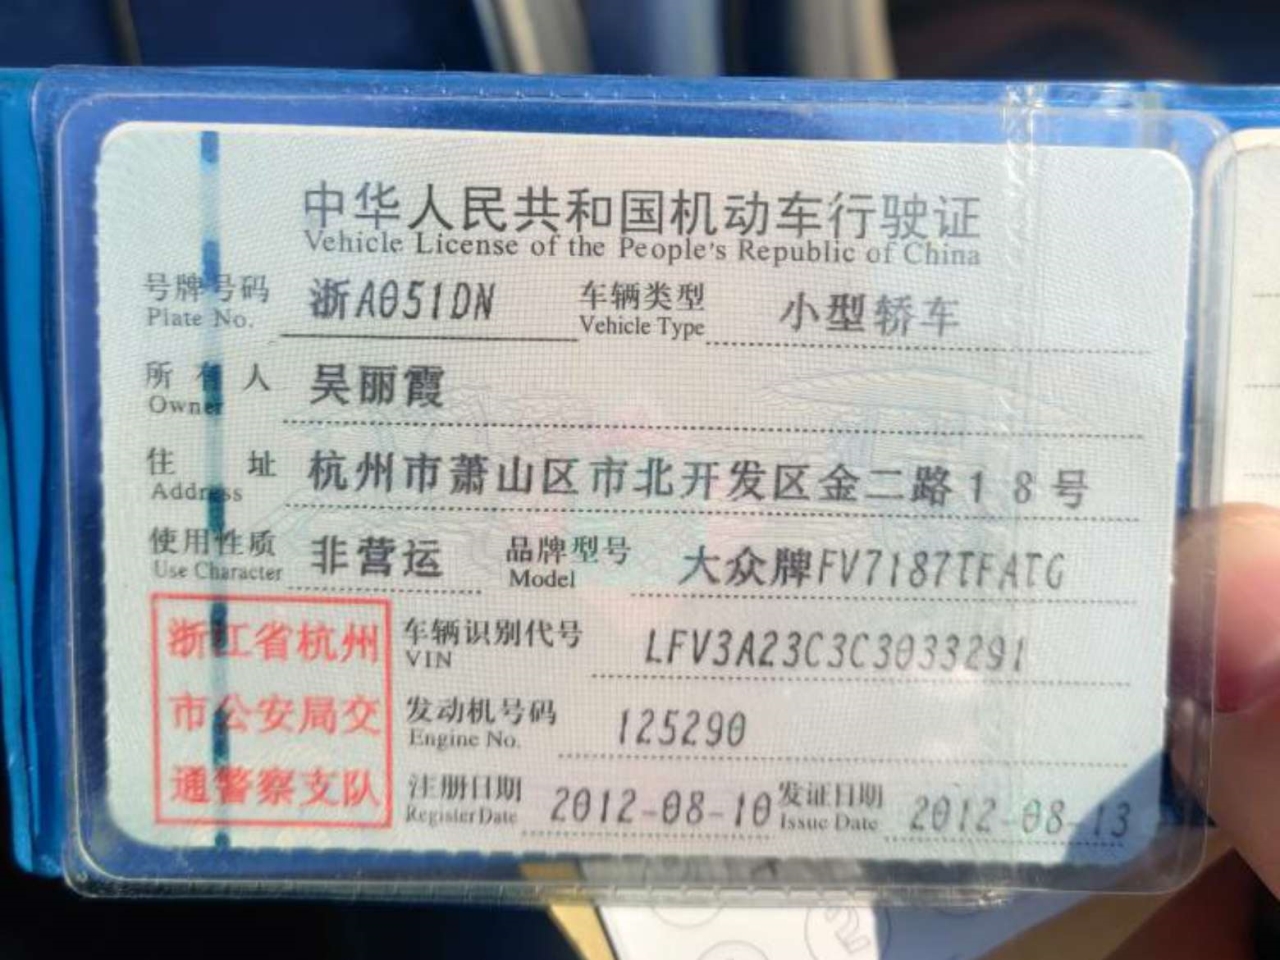 中华人民共和国机动车行驶证
Vehicle License of the People's Republic of China
号牌号码 浙A051DN 车辆类型 小型轿车
Plate No. Vehicle Type
所有人 吴丽霞
Owner
住址 杭州市萧山区市北开发区金二路18号
Address
使用性质 非营运 品牌型号 大众牌FV7187TFATG
Use Character Model
浙江省杭州
市公安局交
通警察支队
车辆识别代号 LFV3A23C3C3033291
VIN
发动机号码 125290
Engine No.
注册日期 2012-08-10 发证日期 2012-08-13
Register Date Issue Date